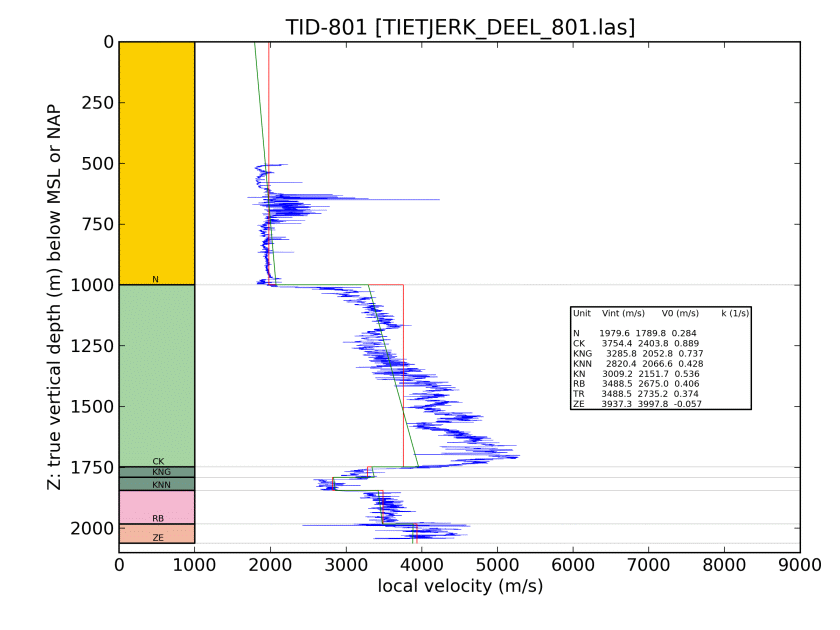 TID-801 [TIETJERK_DEEL_801.las]
Z: true vertical depth (m) below MSL or NAP
0
250
500
750
1000
1250
1500
1750
2000
N
CK
KNG
KNN
RB
ZE
Unit Vint (m/s) V0 (m/s) k (1/s)
N 1979.6 1789.8 0.284
CK 3754.4 2403.8 0.889
KNG 3285.8 2052.8 0.737
KNN 2820.4 2066.6 0.428
KN 3009.2 2151.7 0.536
RB 3488.5 2675.0 0.406
TR 3488.5 2735.2 0.374
ZE 3937.3 3997.8 -0.057
0 1000 2000 3000 4000 5000 6000 7000 8000 9000
local velocity (m/s)